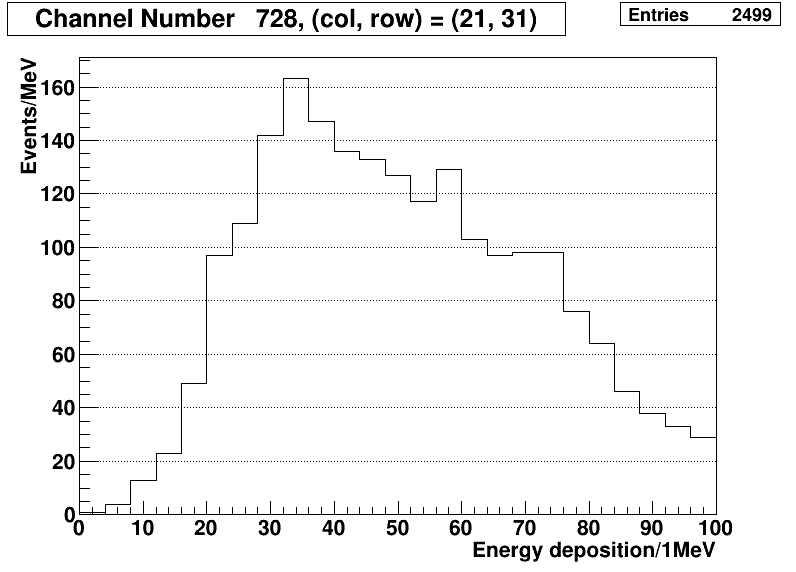 Channel Number 728, (col, row) = (21, 31)
Entries 2499
Events/MeV
160
140
120
100
80
60
40
20
0
0 10 20 30 40 50 60 70 80 90 100
Energy deposition/1MeV